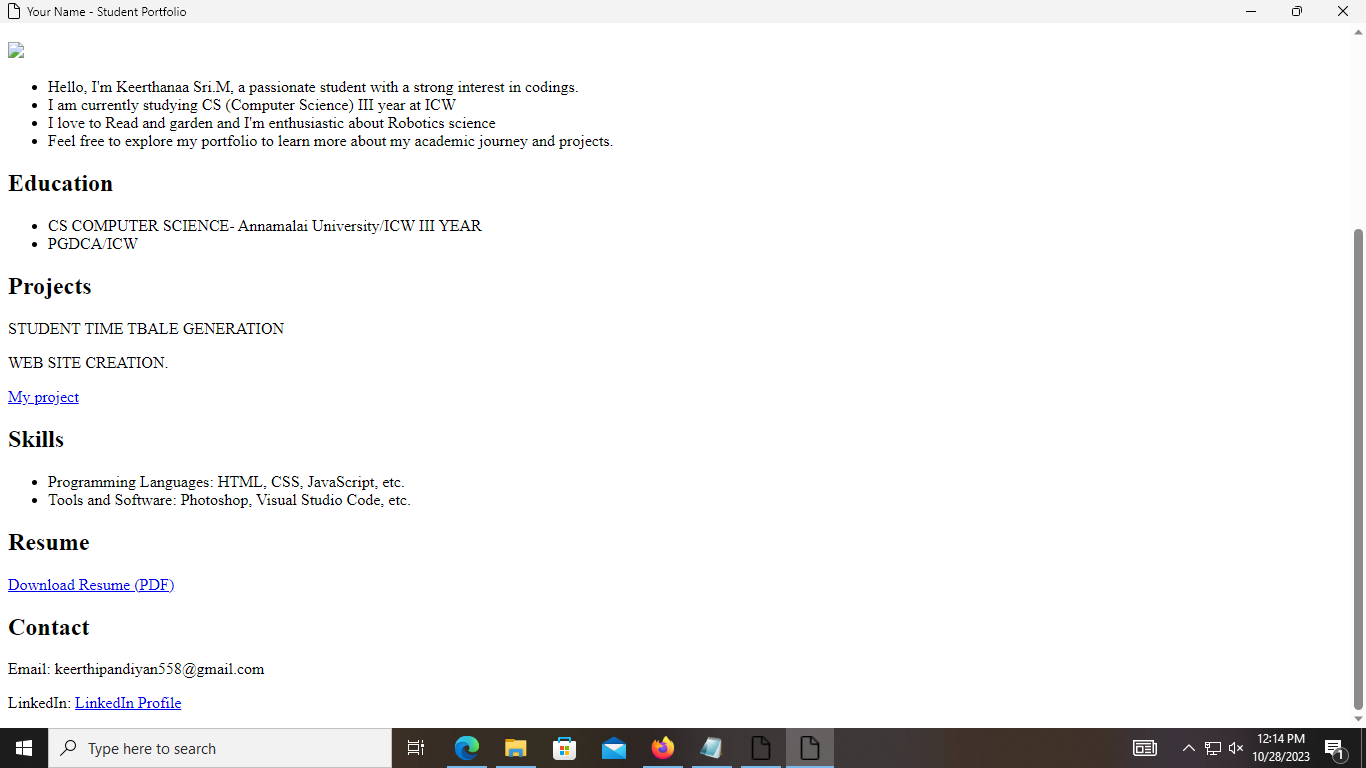 Your Name - Student Portfolio
Hello, I'm Keerthanaa Sri.M, a passionate student with a strong interest in codings.
I am currently studying CS (Computer Science) III year at ICW
I love to Read and garden and I'm enthusiastic about Robotics science
Feel free to explore my portfolio to learn more about my academic journey and projects.
Education
CS COMPUTER SCIENCE- Annamalai University/ICW III YEAR
PGDCA/ICW
Projects
STUDENT TIME TBALE GENERATION
WEB SITE CREATION.
My project
Skills
Programming Languages: HTML, CSS, JavaScript, etc.
Tools and Software: Photoshop, Visual Studio Code, etc.
Resume
Download Resume (PDF)
Contact
Email: keerthipandiyan558@gmail.com
LinkedIn: LinkedIn Profile
Type here to search
12:14 PM
10/28/2023
1